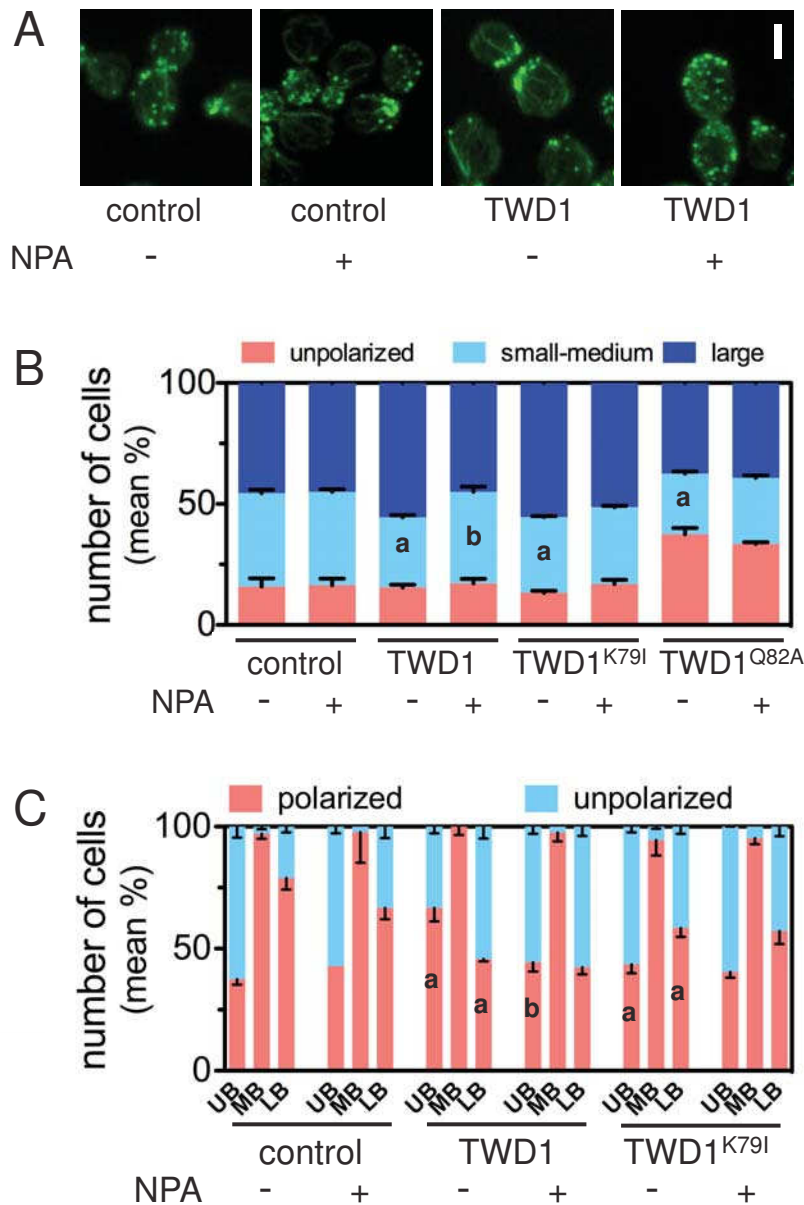 A
control control TWD1 TWD1
NPA - + - +
B
unpolarized small-medium large
number of cells
(mean %)
100
50
0
a b a a
control TWD1 TWD1K79I TWD1Q82A
NPA - + - + - + - +
C
polarized unpolarized
number of cells
(mean %)
100
50
0
a a b a a
UB MB LB UB MB LB UB MB LB UB MB LB UB MB LB UB MB LB
control TWD1 TWD1K79I
NPA - + - + - +